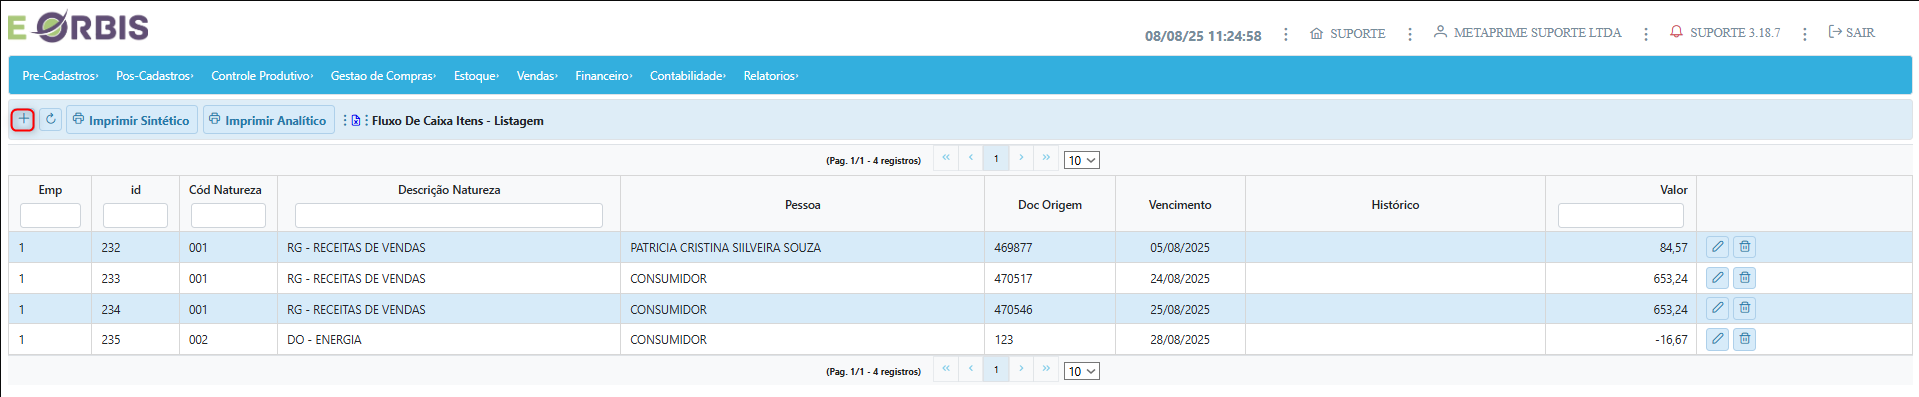 E ORBIS
08/08/25 11:24:58 ⋮ SUPORTE ⋮ METAPRIME SUPORTE LTDA ⋮ SUPORTE 3.18.7 ⋮ SAIR
Pre-Cadastros› Pos-Cadastros› Controle Produtivo› Gestao de Compras› Estoque› Vendas› Financeiro› Contabilidade› Relatorios›
+ Imprimir Sintético Imprimir Analítico ⋮ ⋮ Fluxo De Caixa Itens - Listagem
(Pag. 1/1 - 4 registros) « ‹ 1 › » 10
Emp id Cód Natureza Descrição Natureza Pessoa Doc Origem Vencimento Histórico Valor
1 232 001 RG - RECEITAS DE VENDAS PATRICIA CRISTINA SIILVEIRA SOUZA 469877 05/08/2025 84,57
1 233 001 RG - RECEITAS DE VENDAS CONSUMIDOR 470517 24/08/2025 653,24
1 234 001 RG - RECEITAS DE VENDAS CONSUMIDOR 470546 25/08/2025 653,24
1 235 002 DO - ENERGIA CONSUMIDOR 123 28/08/2025 -16,67
(Pag. 1/1 - 4 registros) « ‹ 1 › » 10